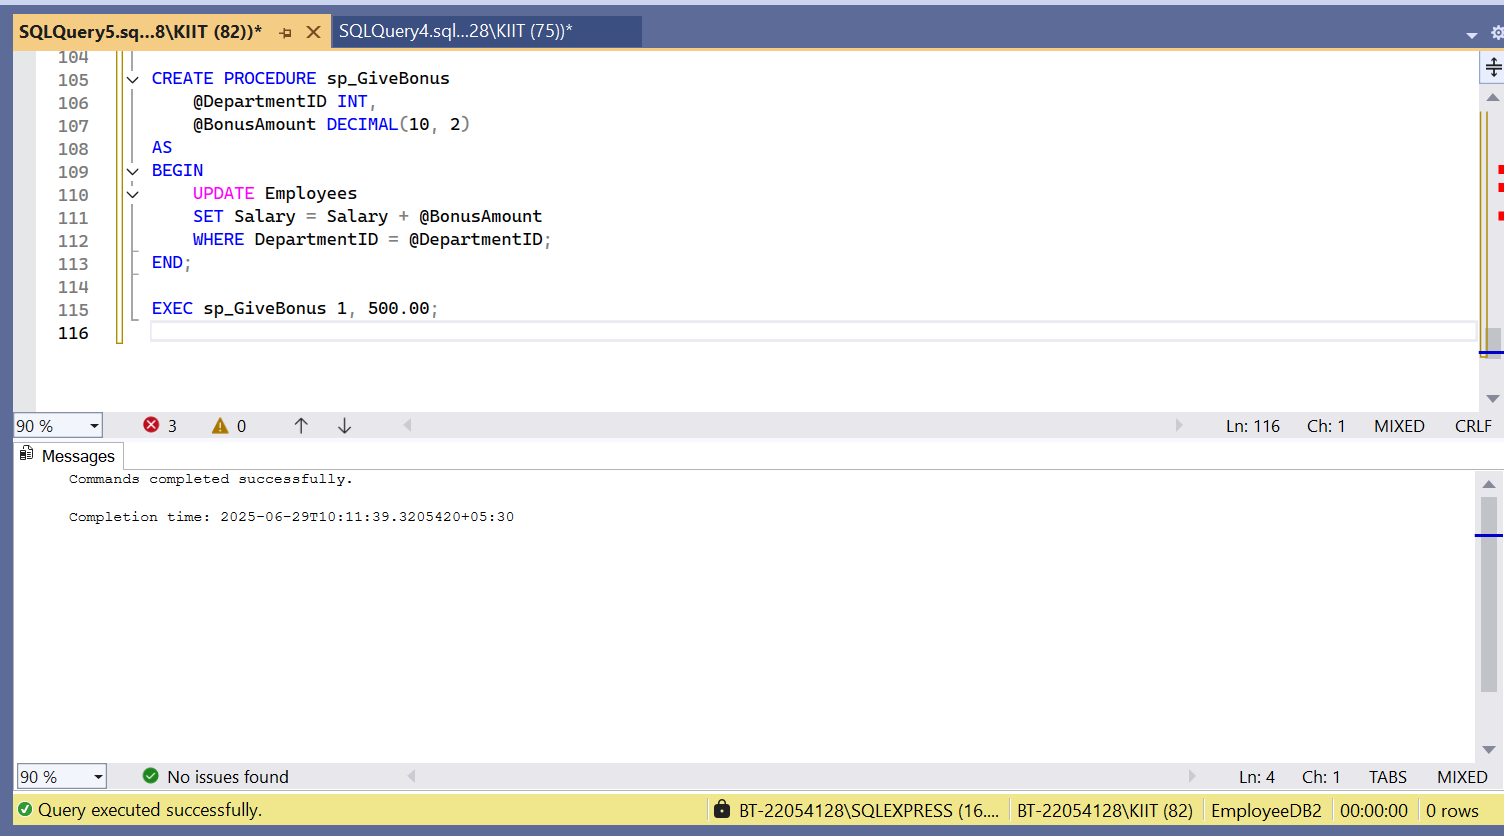 SQLQuery5.sq...8\KIIT (82))* SQLQuery4.sql...28\KIIT (75))*
104
105 CREATE PROCEDURE sp_GiveBonus
106 @DepartmentID INT,
107 @BonusAmount DECIMAL(10, 2)
108 AS
109 BEGIN
110 UPDATE Employees
111 SET Salary = Salary + @BonusAmount
112 WHERE DepartmentID = @DepartmentID;
113 END;
114
115 EXEC sp_GiveBonus 1, 500.00;
116
90 % 3 0 Ln: 116 Ch: 1 MIXED CRLF
Messages
Commands completed successfully.
Completion time: 2025-06-29T10:11:39.3205420+05:30
90 % No issues found Ln: 4 Ch: 1 TABS MIXED
Query executed successfully. BT-22054128\SQLEXPRESS (16.... BT-22054128\KIIT (82) EmployeeDB2 00:00:00 0 rows